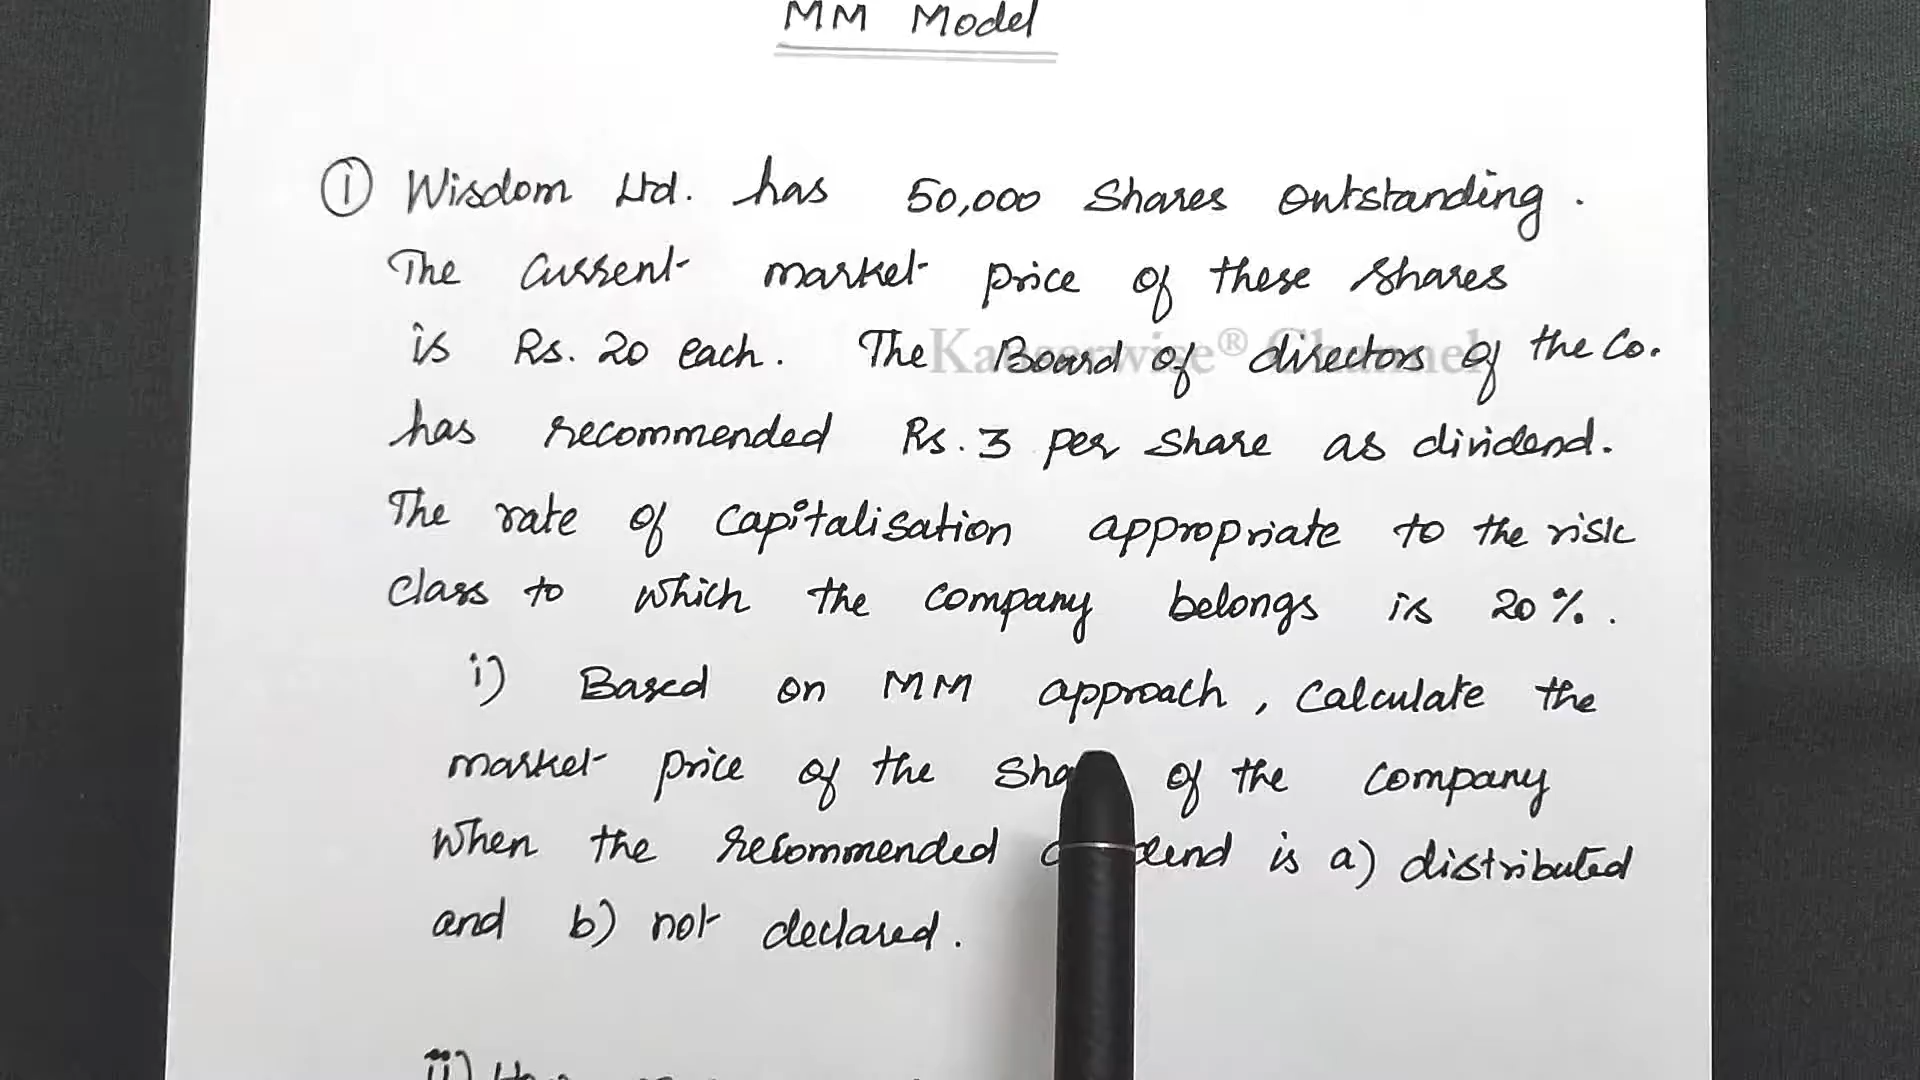 MM Model
① Wisdom Ltd. has 50,000 Shares outstanding.
The current market price of these shares
is Rs. 20 each. The Board of directors of the Co.
Kauserwise® Channel
has recommended Rs. 3 per share as dividend.
The rate of capitalisation appropriate to the risk
class to which the company belongs is 20%.
i) Based on MM approach, calculate the
market price of the of the company
when the recommended is a) distributed
and b) not declared.
ii)